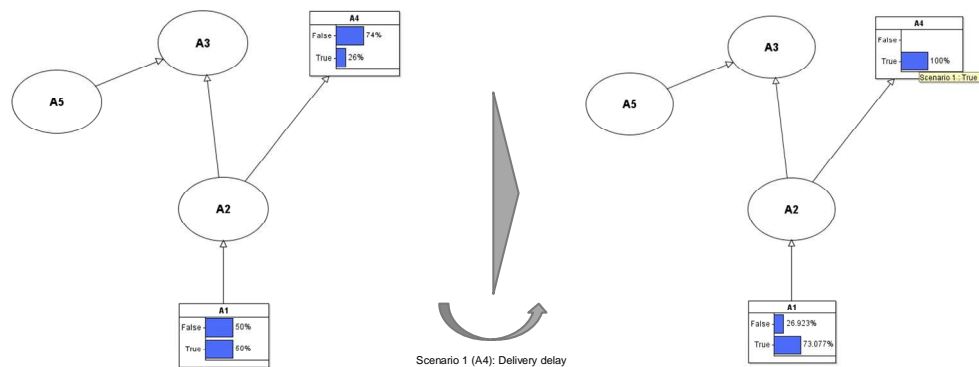 A4
False
74%
True
26%
A3
A5
A2
A1
False
50%
True
50%
Scenario 1 (A4): Delivery delay
A4
False
True
100%
Scenario 1 : True
A3
A5
A2
A1
False
26.923%
True
73.077%